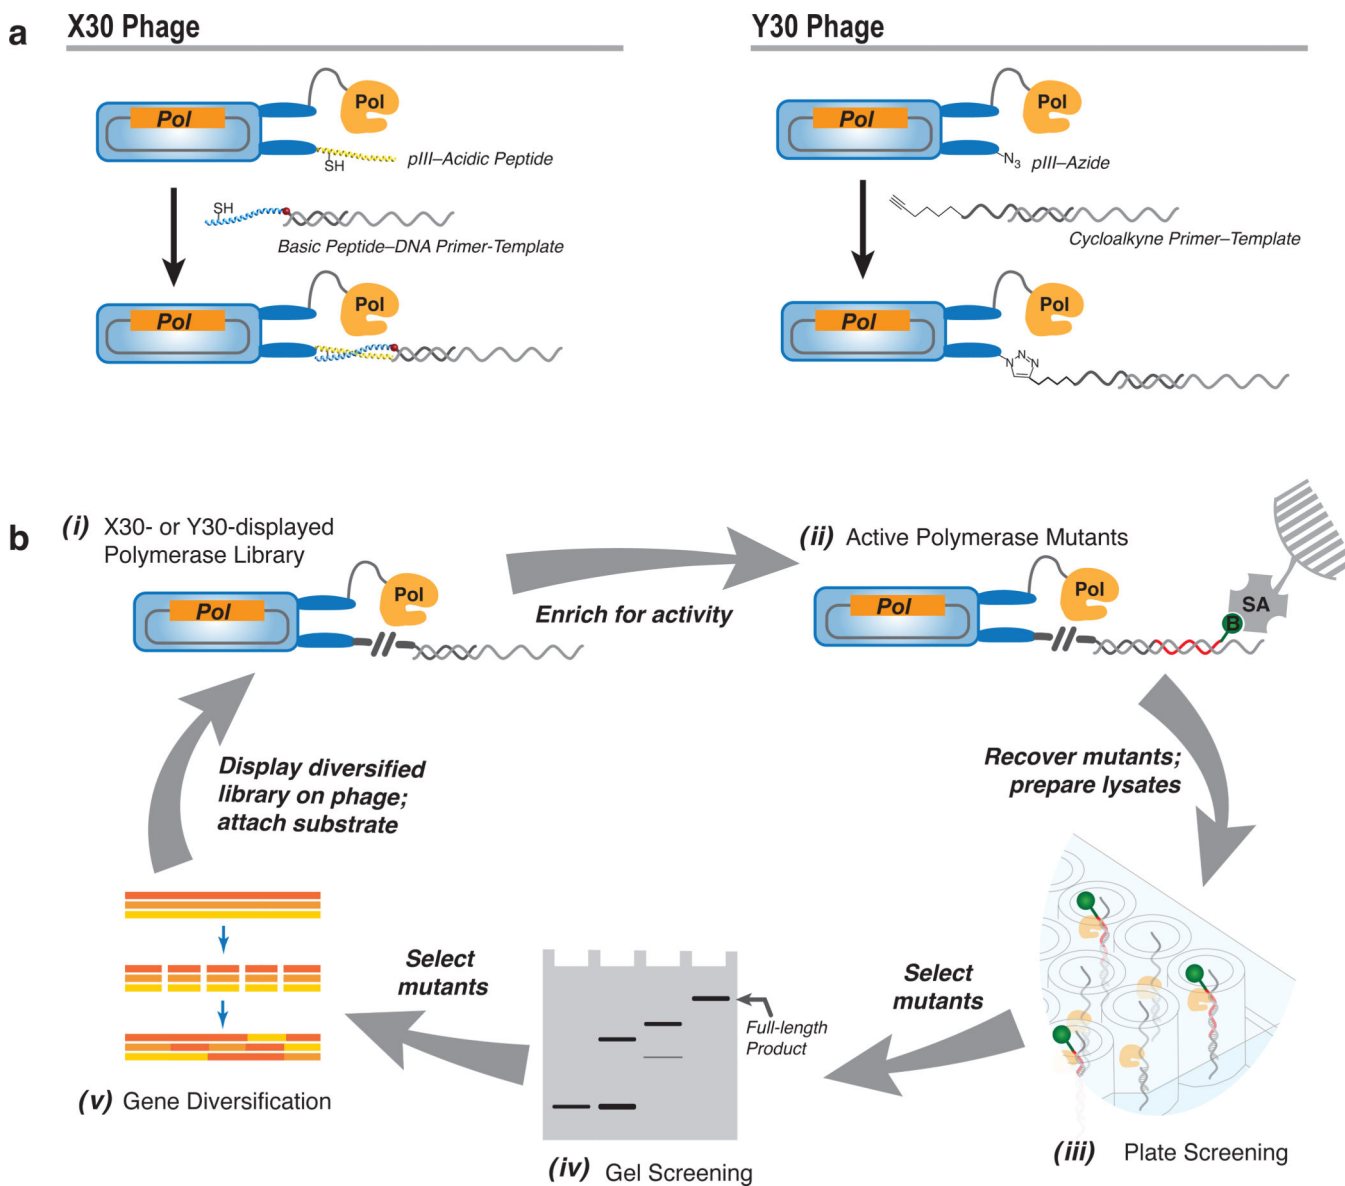 a
X30 Phage
Y30 Phage
Pol
Pol
pIII–Acidic Peptide
SH
SH
Basic Peptide–DNA Primer-Template
Pol
Pol
Pol
Pol
N3
pIII–Azide
Cycloalkyne Primer–Template
Pol
Pol
N
N
N
b
(i) X30- or Y30-displayed
Polymerase Library
Pol
Pol
Enrich for activity
(ii) Active Polymerase Mutants
Pol
Pol
B
SA
Recover mutants;
prepare lysates
(iii) Plate Screening
Select
mutants
Full-length
Product
(iv) Gel Screening
Select
mutants
(v) Gene Diversification
Display diversified
library on phage;
attach substrate